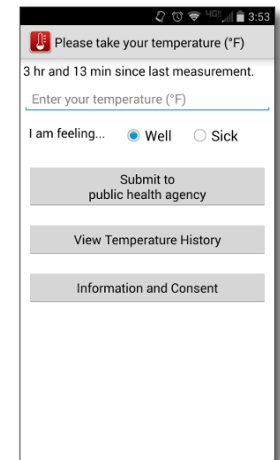 4G 3:53
Please take your temperature (°F)
3 hr and 13 min since last measurement.
Enter your temperature (°F)
I am feeling... Well Sick
Submit to
public health agency
View Temperature History
Information and Consent